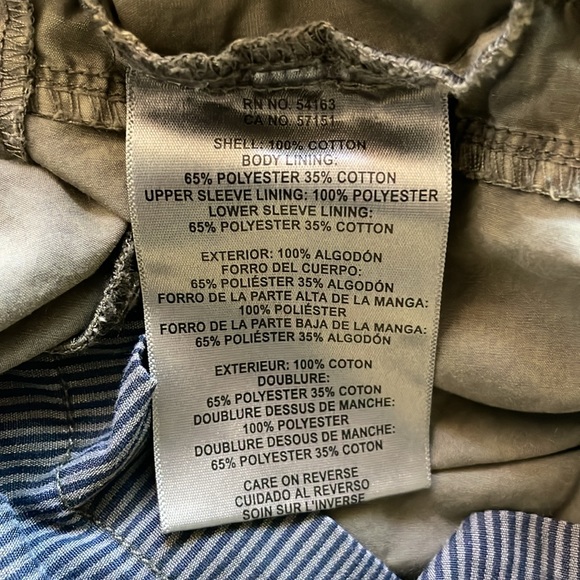 RN NO. 54163
CA NO. 57151
SHELL: 100% COTTON
BODY LINING:
65% POLYESTER 35% COTTON
UPPER SLEEVE LINING: 100% POLYESTER
LOWER SLEEVE LINING:
65% POLYESTER 35% COTTON
EXTERIOR: 100% ALGODÓN
FORRO DEL CUERPO:
65% POLIÉSTER 35% ALGODÓN
FORRO DE LA PARTE ALTA DE LA MANGA:
100% POLIÉSTER
FORRO DE LA PARTE BAJA DE LA MANGA:
65% POLIÉSTER 35% ALGODÓN
EXTERIEUR: 100% COTON
DOUBLURE:
65% POLYESTER 35% COTON
DOUBLURE DESSUS DE MANCHE:
100% POLYESTER
DOUBLURE DESOUS DE MANCHE:
65% POLYESTER 35% COTON
CARE ON REVERSE
CUIDADO AL REVERSO
SOIN SUR L'INVERSE